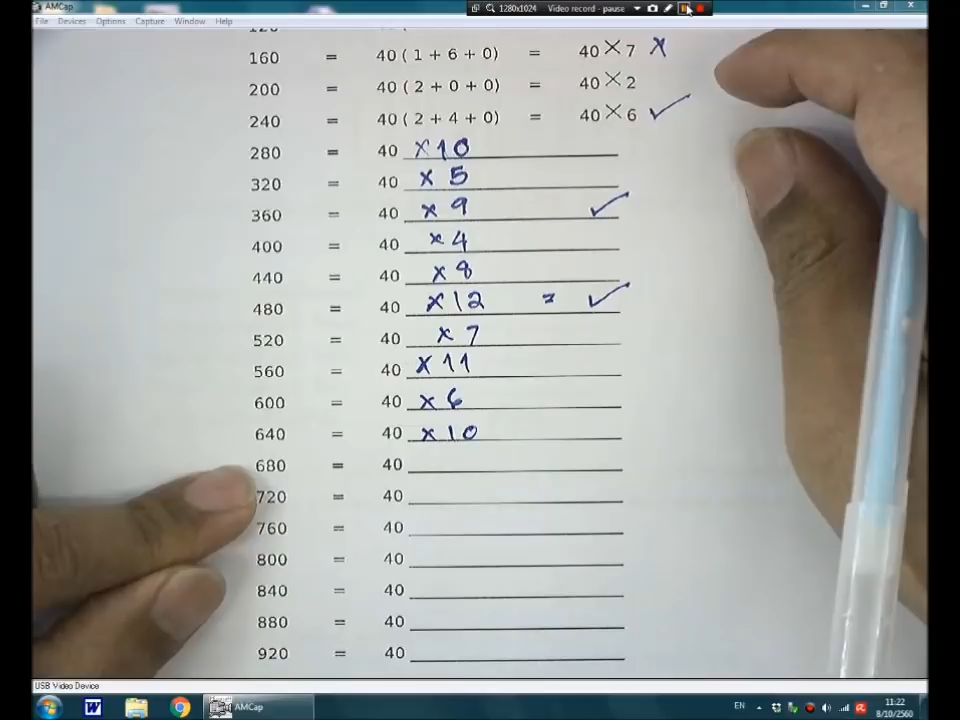 AMCap
1280x1024 Video record - pause
File Devices Options Capture Window Help
160 = 40 ( 1 + 6 + 0) = 40 × 7 ×
200 = 40 ( 2 + 0 + 0) = 40 × 2
240 = 40 ( 2 + 4 + 0) = 40 × 6 ✓
280 = 40 × 10
320 = 40 × 5
360 = 40 × 9 ✓
400 = 40 × 4
440 = 40 × 8
480 = 40 × 12 = ✓
520 = 40 × 7
560 = 40 × 11
600 = 40 × 6
640 = 40 × 10
680 = 40
720 = 40
760 = 40
800 = 40
840 = 40
880 = 40
920 = 40
USB Video Device
AMCap
EN
11:22
8/10/2560